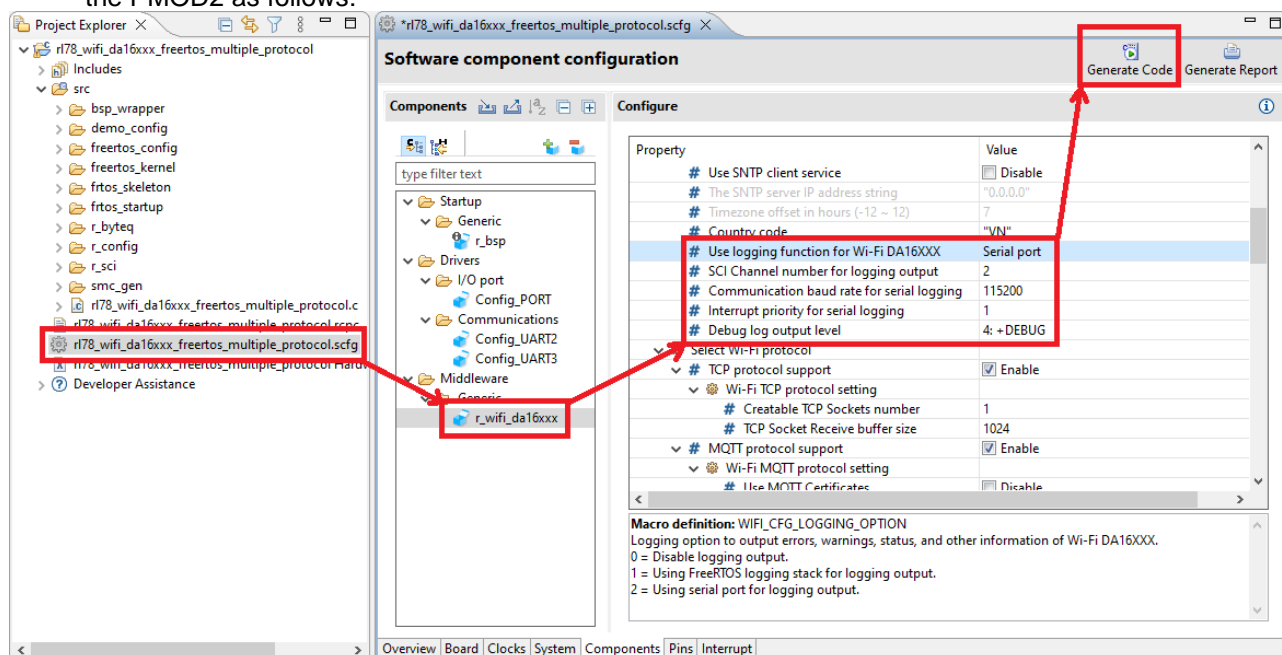 the PMOD2 as follows:
Project Explorer
rl78_wifi_da16xxx_freertos_multiple_protocol
Includes
src
bsp_wrapper
demo_config
freertos_config
freertos_kernel
frtos_skeleton
frtos_startup
r_byteq
r_config
r_sci
smc_gen
rl78_wifi_da16xxx_freertos_multiple_protocol.c
rl78_wifi_da16xxx_freertos_multiple_protocol.rcpc
rl78_wifi_da16xxx_freertos_multiple_protocol.scfg
rl78_wifi_da16xxx_freertos_multiple_protocol Hardw
Developer Assistance
*rl78_wifi_da16xxx_freertos_multiple_protocol.scfg
Software component configuration
Generate Code Generate Report
Components
type filter text
Startup
Generic
r_bsp
Drivers
I/O port
Config_PORT
Communications
Config_UART2
Config_UART3
Middleware
Generic
r_wifi_da16xxx
Configure
Property Value
# Use SNTP client service Disable
# The SNTP server IP address string "0.0.0.0"
# Timezone offset in hours (-12 ~ 12) 7
# Country code "VN"
# Use logging function for Wi-Fi DA16XXX Serial port
# SCI Channel number for logging output 2
# Communication baud rate for serial logging 115200
# Interrupt priority for serial logging 1
# Debug log output level 4: +DEBUG
Select Wi-Fi protocol
# TCP protocol support Enable
Wi-Fi TCP protocol setting
# Creatable TCP Sockets number 1
# TCP Socket Receive buffer size 1024
# MQTT protocol support Enable
Wi-Fi MQTT protocol setting
# Use MQTT Certificates Disable
Macro definition: WIFI_CFG_LOGGING_OPTION
Logging option to output errors, warnings, status, and other information of Wi-Fi DA16XXX.
0 = Disable logging output.
1 = Using FreeRTOS logging stack for logging output.
2 = Using serial port for logging output.
Overview Board Clocks System Components Pins Interrupt